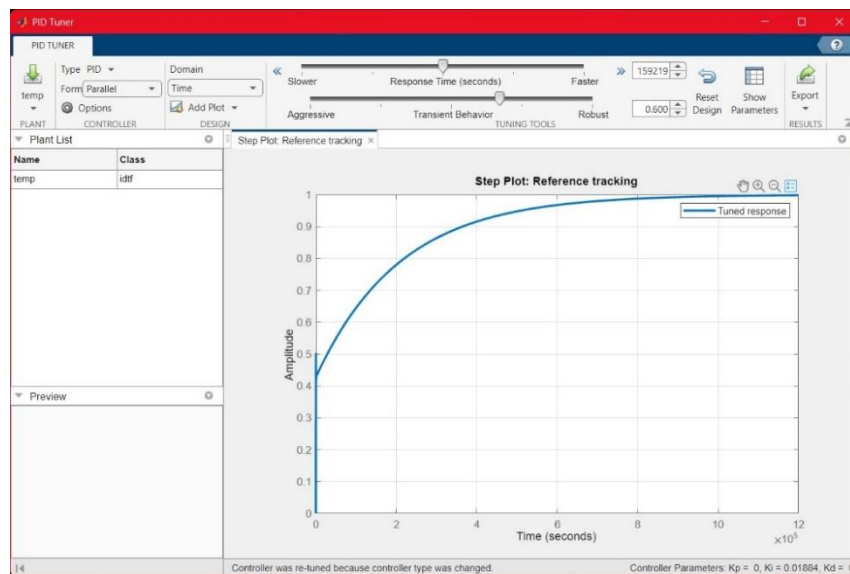 PID Tuner
PID TUNER
temp
PLANT
Type PID
Form Parallel
Options
CONTROLLER
Domain
Time
Add Plot
DESIGN
Slower Response Time (seconds) Faster
159219
Aggressive Transient Behavior Robust
0.600
TUNING TOOLS
Reset Design
Show Parameters
Export
RESULTS
Plant List
Name Class
temp idtf
Preview
Step Plot: Reference tracking
Step Plot: Reference tracking
Tuned response
Amplitude
1
0.9
0.8
0.7
0.6
0.5
0.4
0.3
0.2
0.1
0
0 2 4 6 8 10 12
Time (seconds)
×10⁵
Controller was re-tuned because controller type was changed.
Controller Parameters: Kp = 0, Ki = 0.01884, Kd =